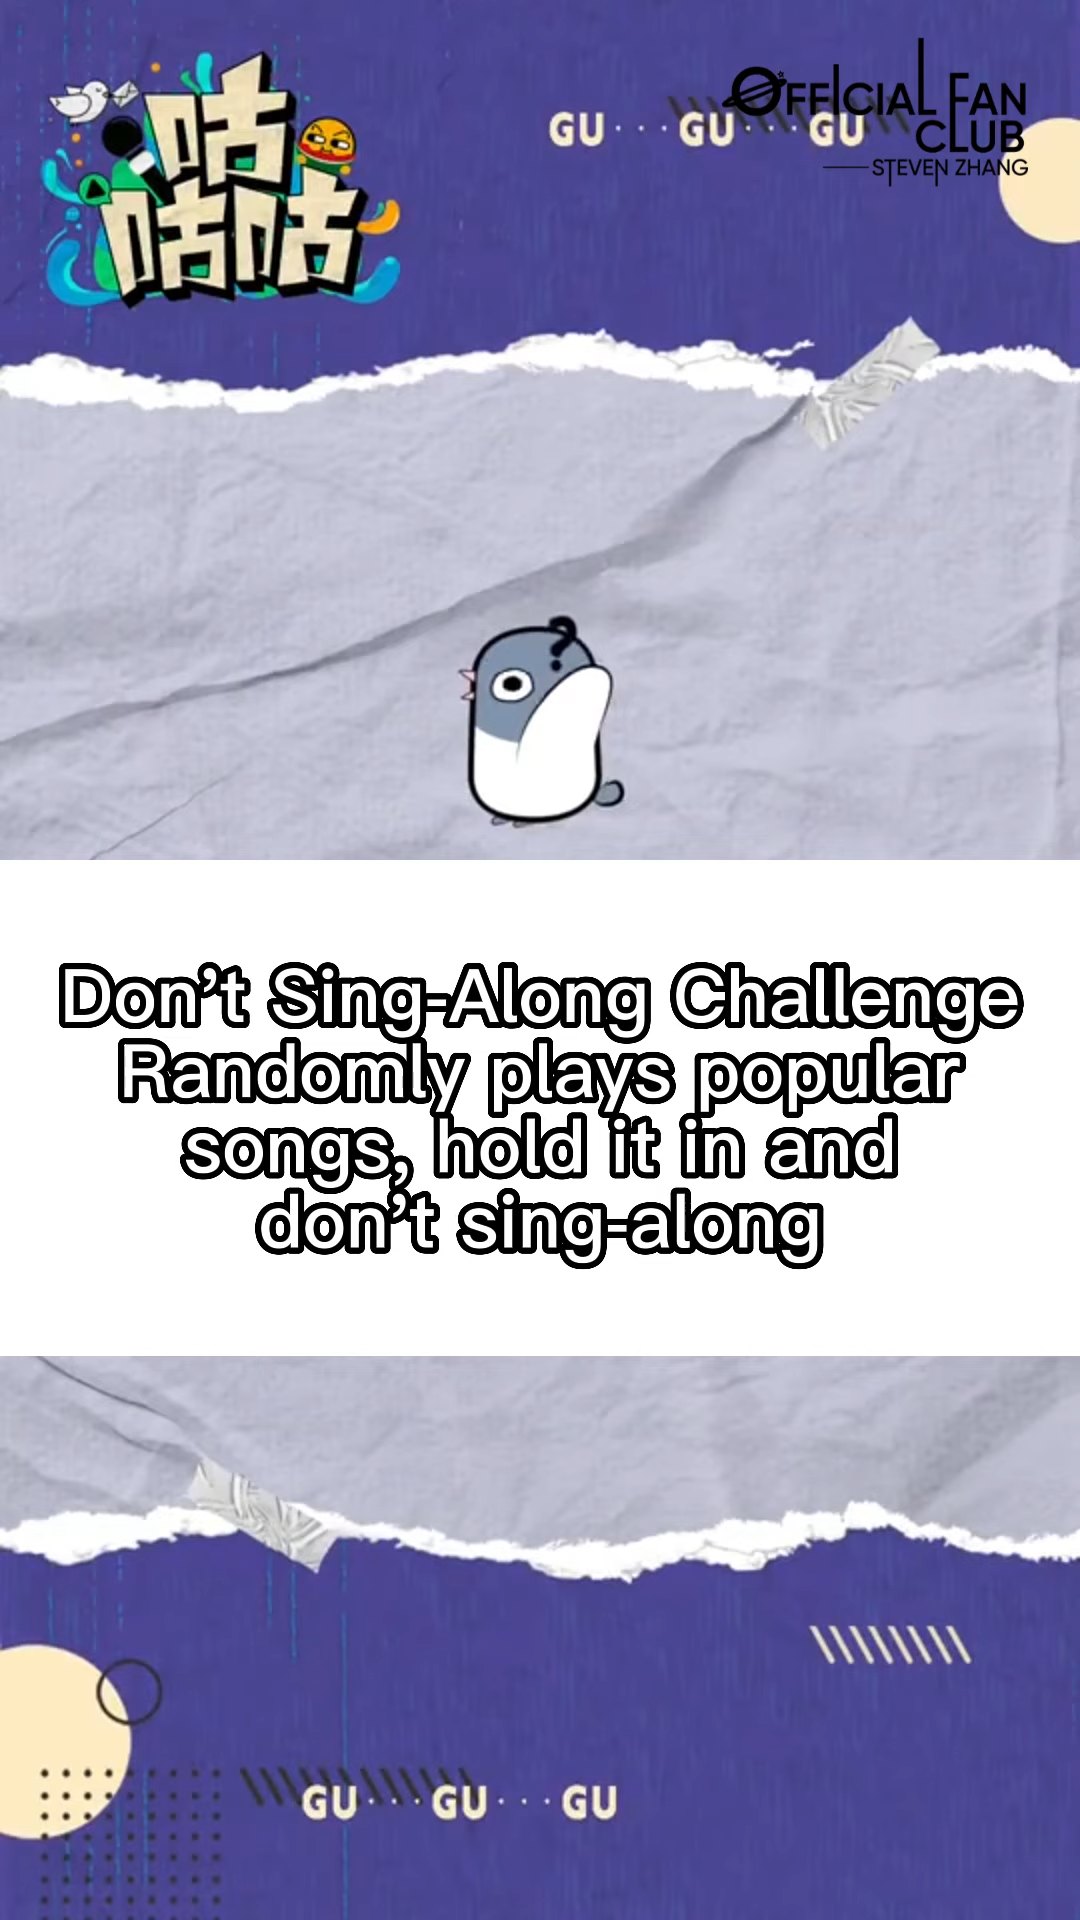 咕
咕咕
GU···GU···GU
OFFICIAL FAN
CLUB
STEVEN ZHANG
Don't Sing-Along Challenge
Randomly plays popular
songs, hold it in and
don't sing-along
GU···GU···GU